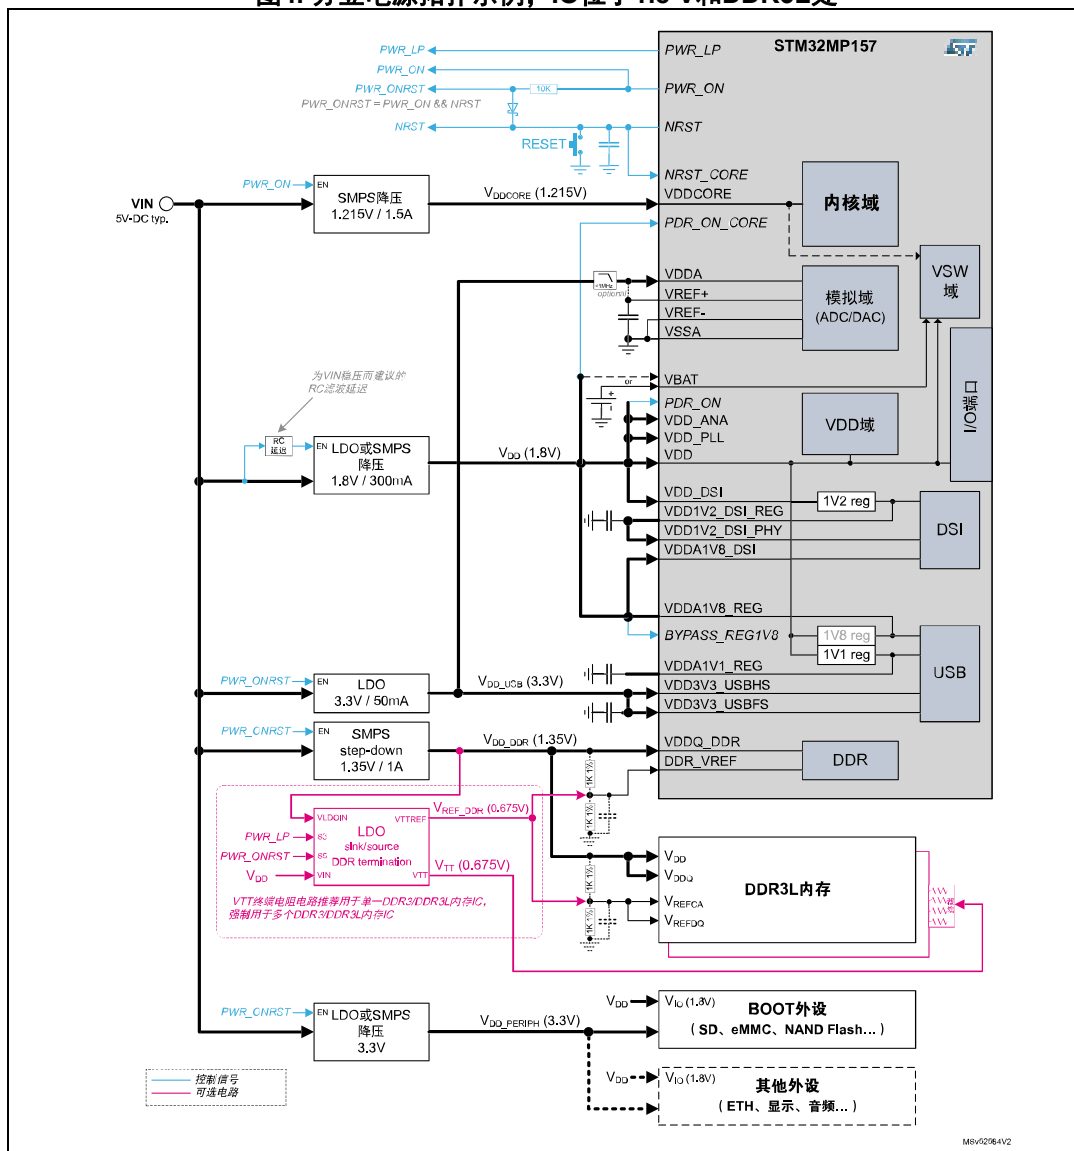 PWR_LP
PWR_LP
STM32MP157
PWR_ON
PWR_ON
PWR_ONRST
10K
PWR_ONRST = PWR_ON && NRST
NRST
NRST
RESET
NRST_CORE
PWR_ON
EN
SMPS降压
1.215V / 1.5A
VDDCORE (1.215V)
VDDCORE
内核域
VIN
5V-DC typ.
PDR_ON_CORE
VSW
域
VDDA
<1MHz
optional
VREF+
VREF-
VSSA
模拟域
(ADC/DAC)
为VIN稳压而建议的
RC滤波延迟
or
VBAT
PDR_ON
VDD_ANA
VDD_PLL
VDD
VDD域
I/O端口
RC
延迟
EN
LDO或SMPS
降压
1.8V / 300mA
VDD (1.8V)
VDD_DSI
1V2 reg
VDD1V2_DSI_REG
VDD1V2_DSI_PHY
VDDA1V8_DSI
DSI
VDDA1V8_REG
BYPASS_REG1V8
1V8 reg
1V1 reg
VDDA1V1_REG
USB
PWR_ONRST
EN
LDO
3.3V / 50mA
VDD_USB (3.3V)
VDD3V3_USBHS
VDD3V3_USBFS
PWR_ONRST
EN
SMPS
step-down
1.35V / 1A
VDD_DDR (1.35V)
VDDQ_DDR
DDR_VREF
DDR
1K 1%
1K 1%
VLDOIN
VTTREF
VREF_DDR (0.675V)
PWR_LP
S3
LDO
sink/source
DDR termination
PWR_ONRST
S5
VDD
VIN
VTT
VTT (0.675V)
VTT终端电阻电路推荐用于单一DDR3/DDR3L内存IC,
强制用于多个DDR3/DDR3L内存IC
1K 1%
1K 1%
VDD
VDDQ
VREFCA
VREFDQ
DDR3L内存
PWR_ONRST
EN
LDO或SMPS
降压
3.3V
VDD_PERIPH (3.3V)
VDD
VIO (1.8V)
BOOT外设
(SD、eMMC、NAND Flash...)
VDD
VIO (1.8V)
其他外设
(ETH、显示、音频...)
控制信号
可选电路